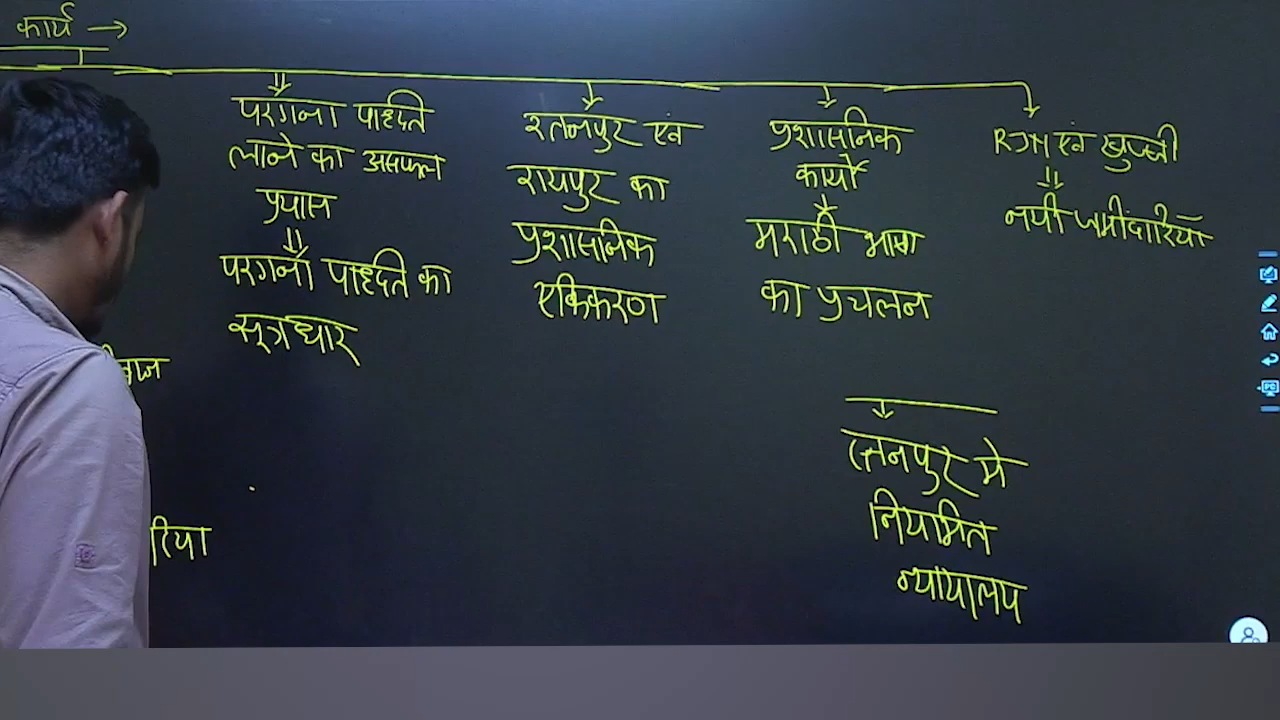 कार्य →
परगना पद्धति
लाने का असफल
प्रयास
परगना पद्धति का
सूत्रधार
रतनपुर एवं
रायपुर का
प्रशासनिक
एकिकरण
प्रशासनिक
कार्यों
मराठी भाषा
का प्रचलन
RJN एवं खुज्जी
नयी जमींदारियाँ
रतनपुर मे
नियमित
न्यायालय
रिया